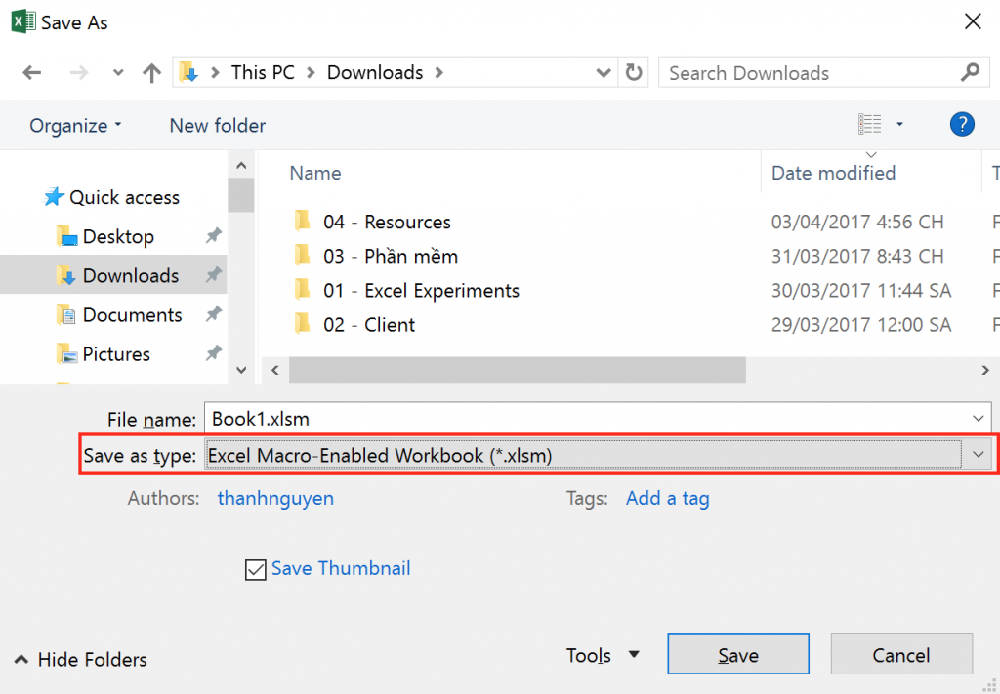 Save As
This PC > Downloads >
Search Downloads
Organize
New folder
?
Quick access
Desktop
Downloads
Documents
Pictures
Name Date modified T
04 - Resources 03/04/2017 4:56 CH F
03 - Phần mềm 31/03/2017 8:43 CH F
01 - Excel Experiments 30/03/2017 11:44 SA F
02 - Client 29/03/2017 12:00 SA F
File name: Book1.xlsm
Save as type: Excel Macro-Enabled Workbook (*.xlsm)
Authors: thanhnguyen Tags: Add a tag
Save Thumbnail
Hide Folders Tools Save Cancel